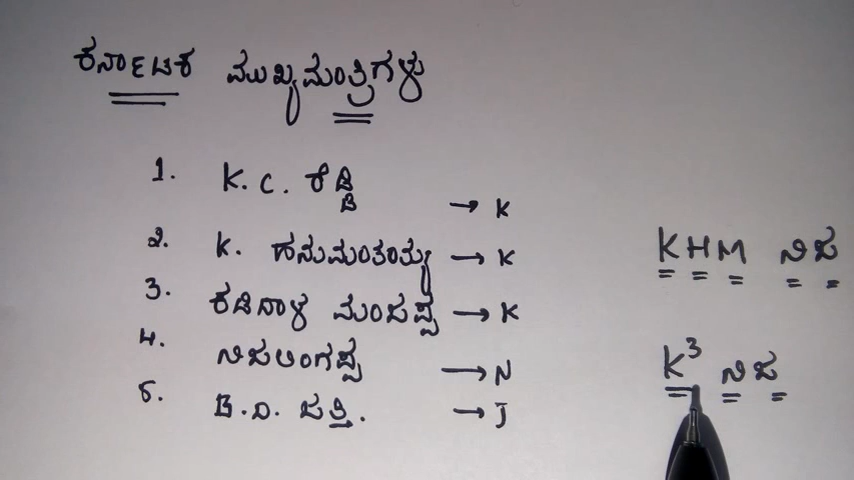 ಕರ್ನಾಟಕ ಮುಖ್ಯಮಂತ್ರಿಗಳು
1. K. C. ರೆಡ್ಡಿ → K
2. K. ಹನುಮಂತಯ್ಯ → K
3. ಕಡಿದಾಳ ಮಂಜಪ್ಪ → K
4. ನಿಜಲಿಂಗಪ್ಪ → N
5. B. D. ಜತ್ತಿ. → J
KHM ನಿಜ
K³ ನಿಜ